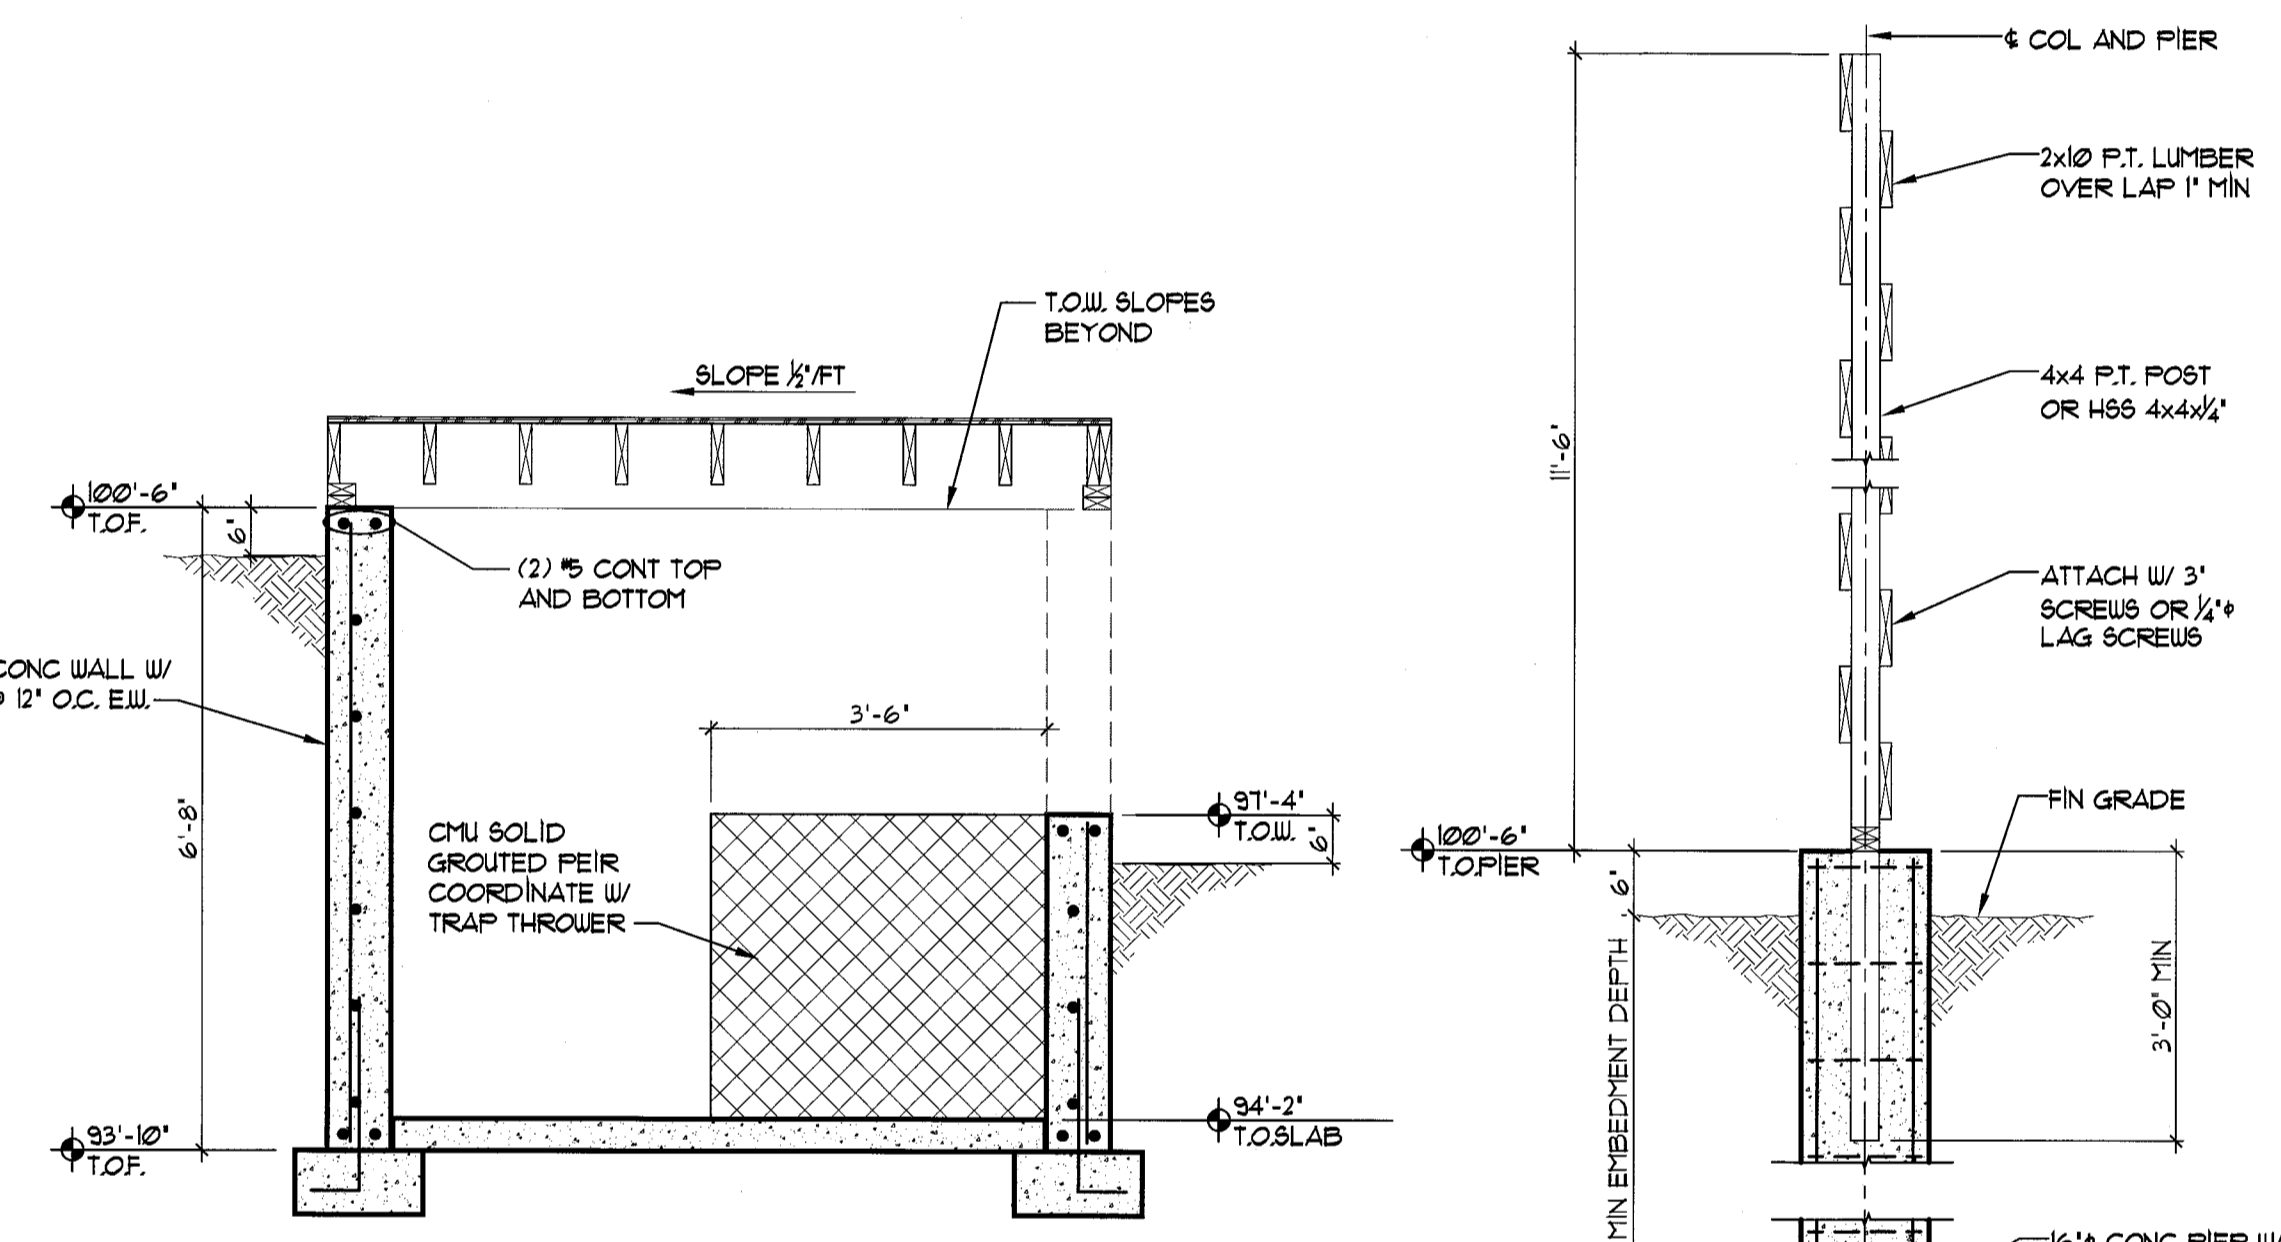 SLOPE ½"/FT
T.O.W. SLOPES
BEYOND
100'-6"
T.O.F.
6"
(2) #5 CONT TOP
AND BOTTOM
CONC WALL W/
@ 12" O.C. E.W.
6'-8"
3'-6"
CMU SOLID
GROUTED PEIR
COORDINATE W/
TRAP THROWER
97'-4"
T.O.W.
6"
94'-2"
T.O.SLAB
93'-10"
T.O.F.
℄ COL AND PIER
2x10 P.T. LUMBER
OVER LAP 1" MIN
4x4 P.T. POST
OR HSS 4x4x¼"
11'-6"
ATTACH W/ 3"
SCREWS OR ¼"ϕ
LAG SCREWS
FIN GRADE
100'-6"
T.O.PIER
6"
MIN EMBEDMENT DEPTH
3'-0" MIN
16"ϕ CONC PIER W/